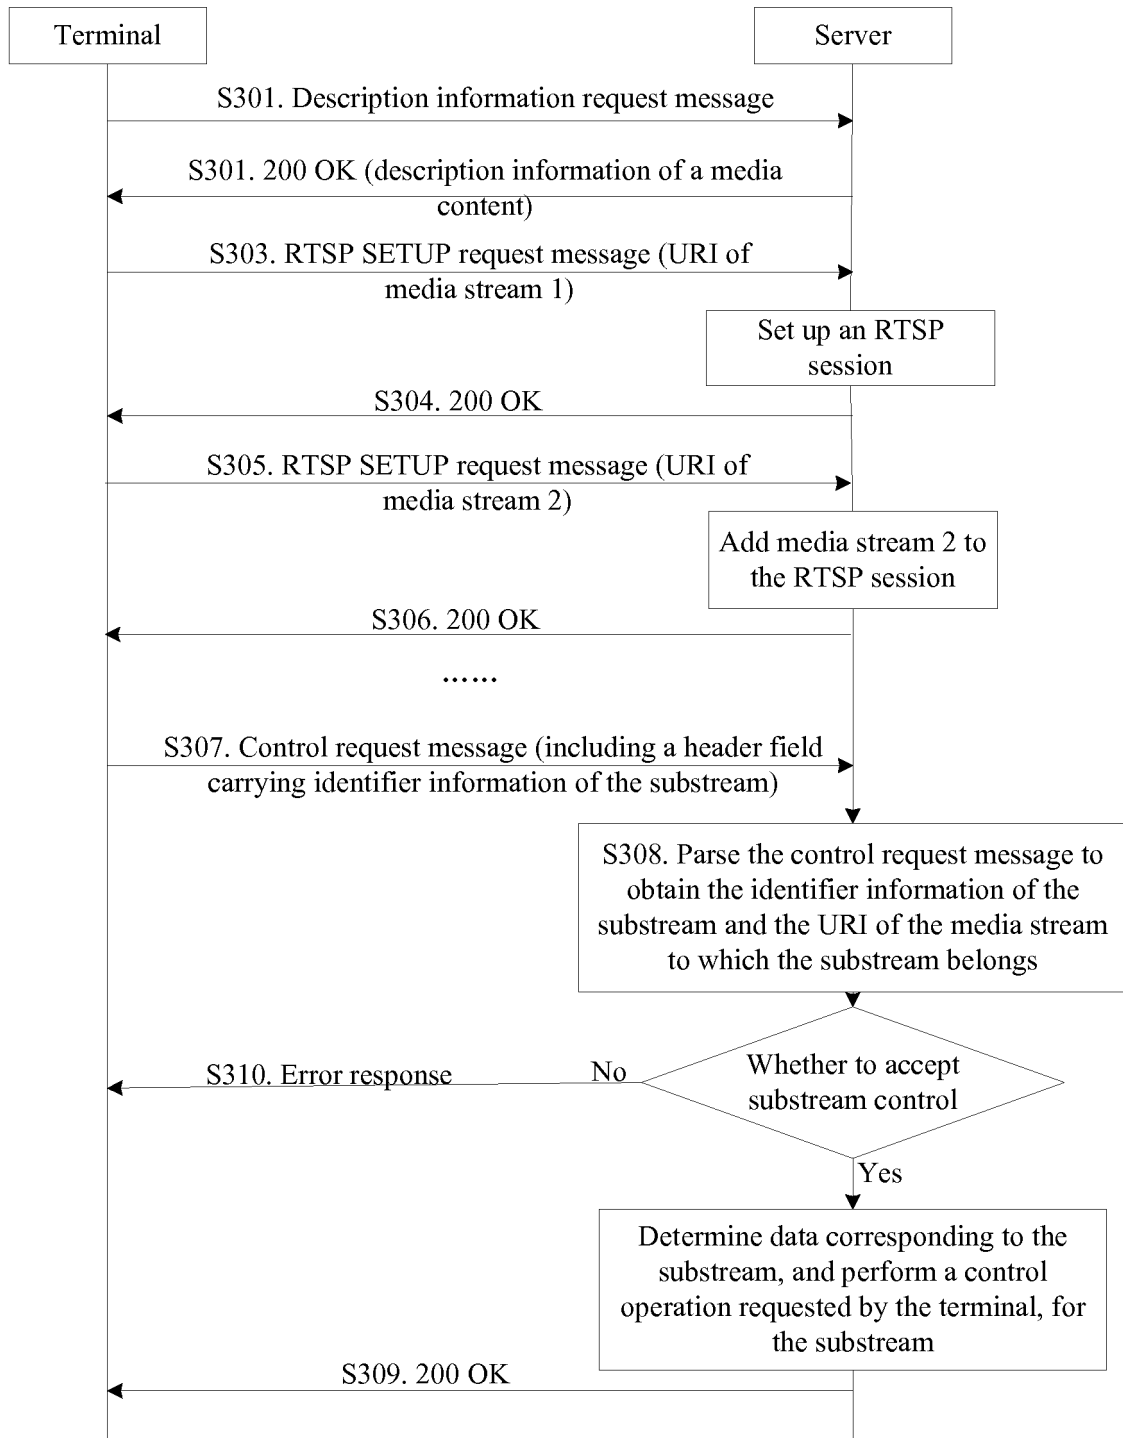 Terminal
Server
S301. Description information request message
S301. 200 OK (description information of a media
content)
S303. RTSP SETUP request message (URI of
media stream 1)
Set up an RTSP
session
S304. 200 OK
S305. RTSP SETUP request message (URI of
media stream 2)
Add media stream 2 to
the RTSP session
S306. 200 OK
......
S307. Control request message (including a header field
carrying identifier information of the substream)
S308. Parse the control request message to
obtain the identifier information of the
substream and the URI of the media stream
to which the substream belongs
Whether to accept
substream control
No
S310. Error response
Yes
Determine data corresponding to the
substream, and perform a control
operation requested by the terminal, for
the substream
S309. 200 OK